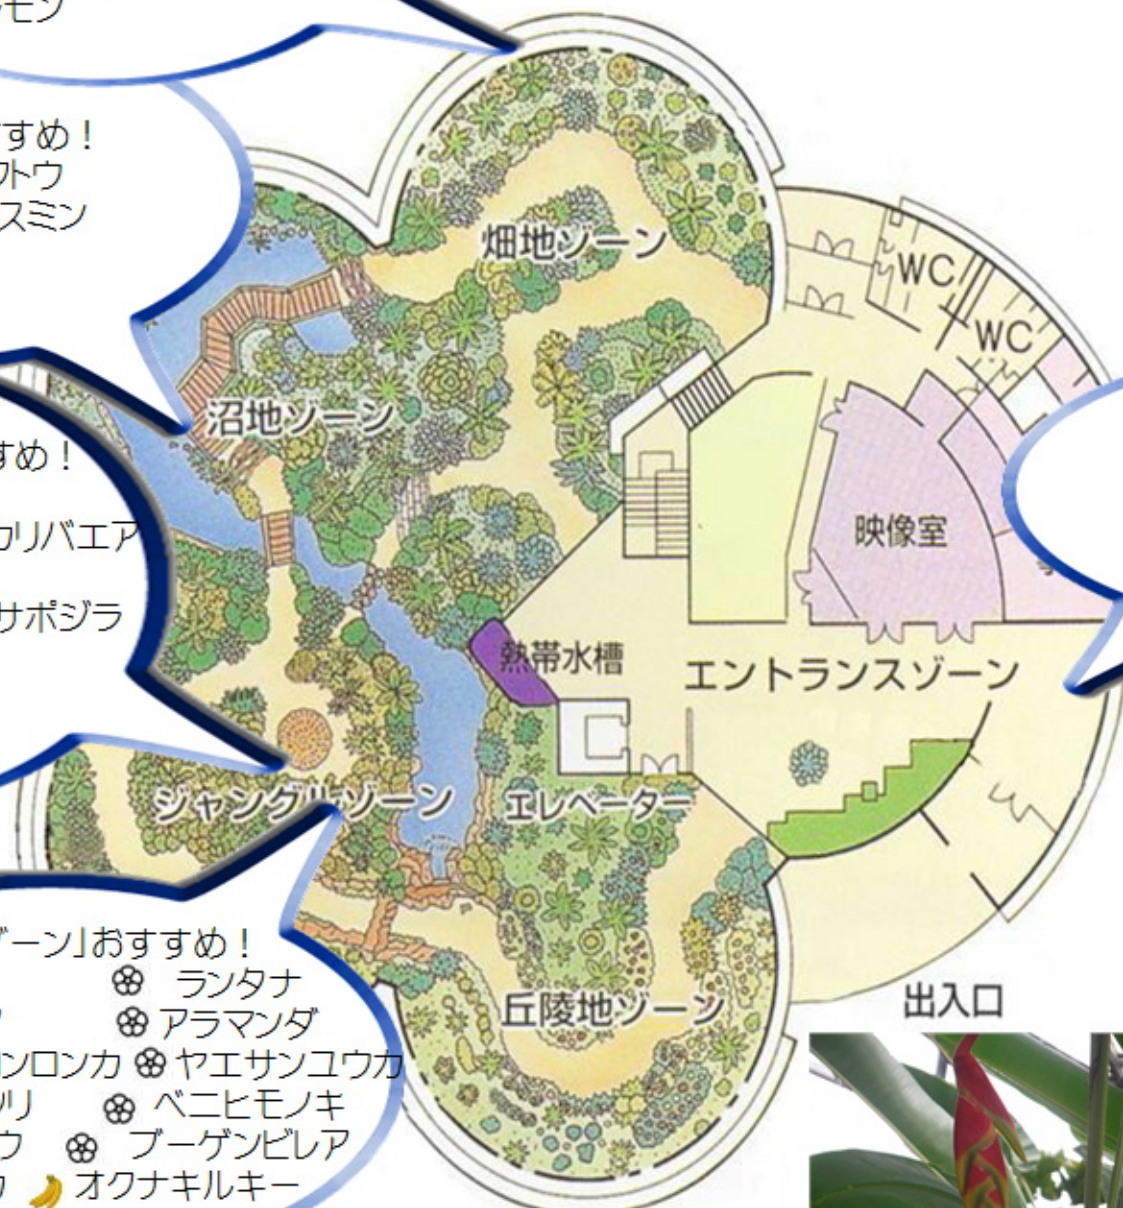 モン
すめ!
クトウ
スミン
畑地ゾーン
WC
WC
沼地ゾーン
すめ!
カリバエア
サポジラ
映像室
熱帯水槽
エントランスゾーン
ジャングルゾーン
エレベーター
ゾーン」おすすめ!
ランタナ
アラマンダ
ンロンカ ヤエサンユウカ
リ ベニヒモノキ
ウ ブーゲンビレア
オクナキルキー
丘陵地ゾーン
出入口